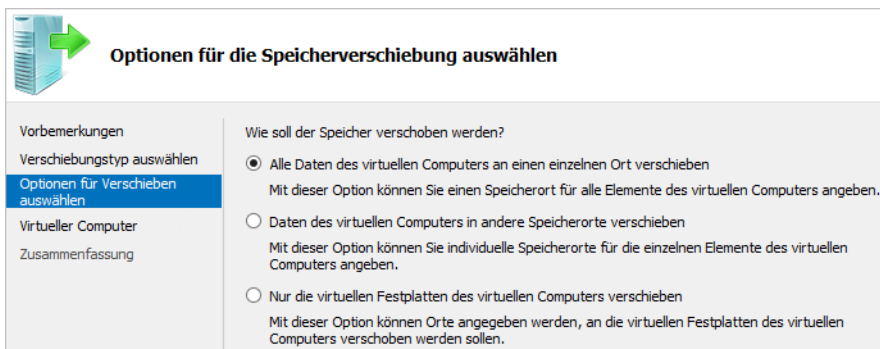 Optionen für die Speicherverschiebung auswählen
Vorbemerkungen
Verschiebungstyp auswählen
Optionen für Verschieben
auswählen
Virtueller Computer
Zusammenfassung
Wie soll der Speicher verschoben werden?
Alle Daten des virtuellen Computers an einen einzelnen Ort verschieben
Mit dieser Option können Sie einen Speicherort für alle Elemente des virtuellen Computers angeben.
Daten des virtuellen Computers in andere Speicherorte verschieben
Mit dieser Option können Sie individuelle Speicherorte für die einzelnen Elemente des virtuellen
Computers angeben.
Nur die virtuellen Festplatten des virtuellen Computers verschieben
Mit dieser Option können Orte angegeben werden, an die virtuellen Festplatten des virtuellen
Computers verschoben werden sollen.